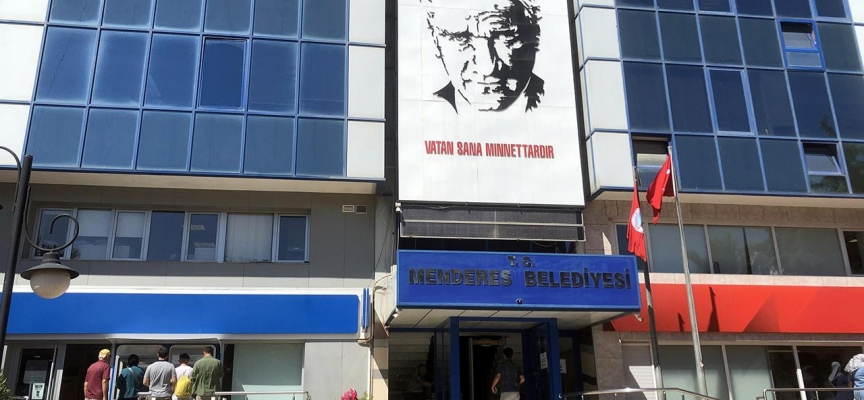 VATAN SANA MINNETTARDIR
T.C.
MENDERES BELEDİYESİ